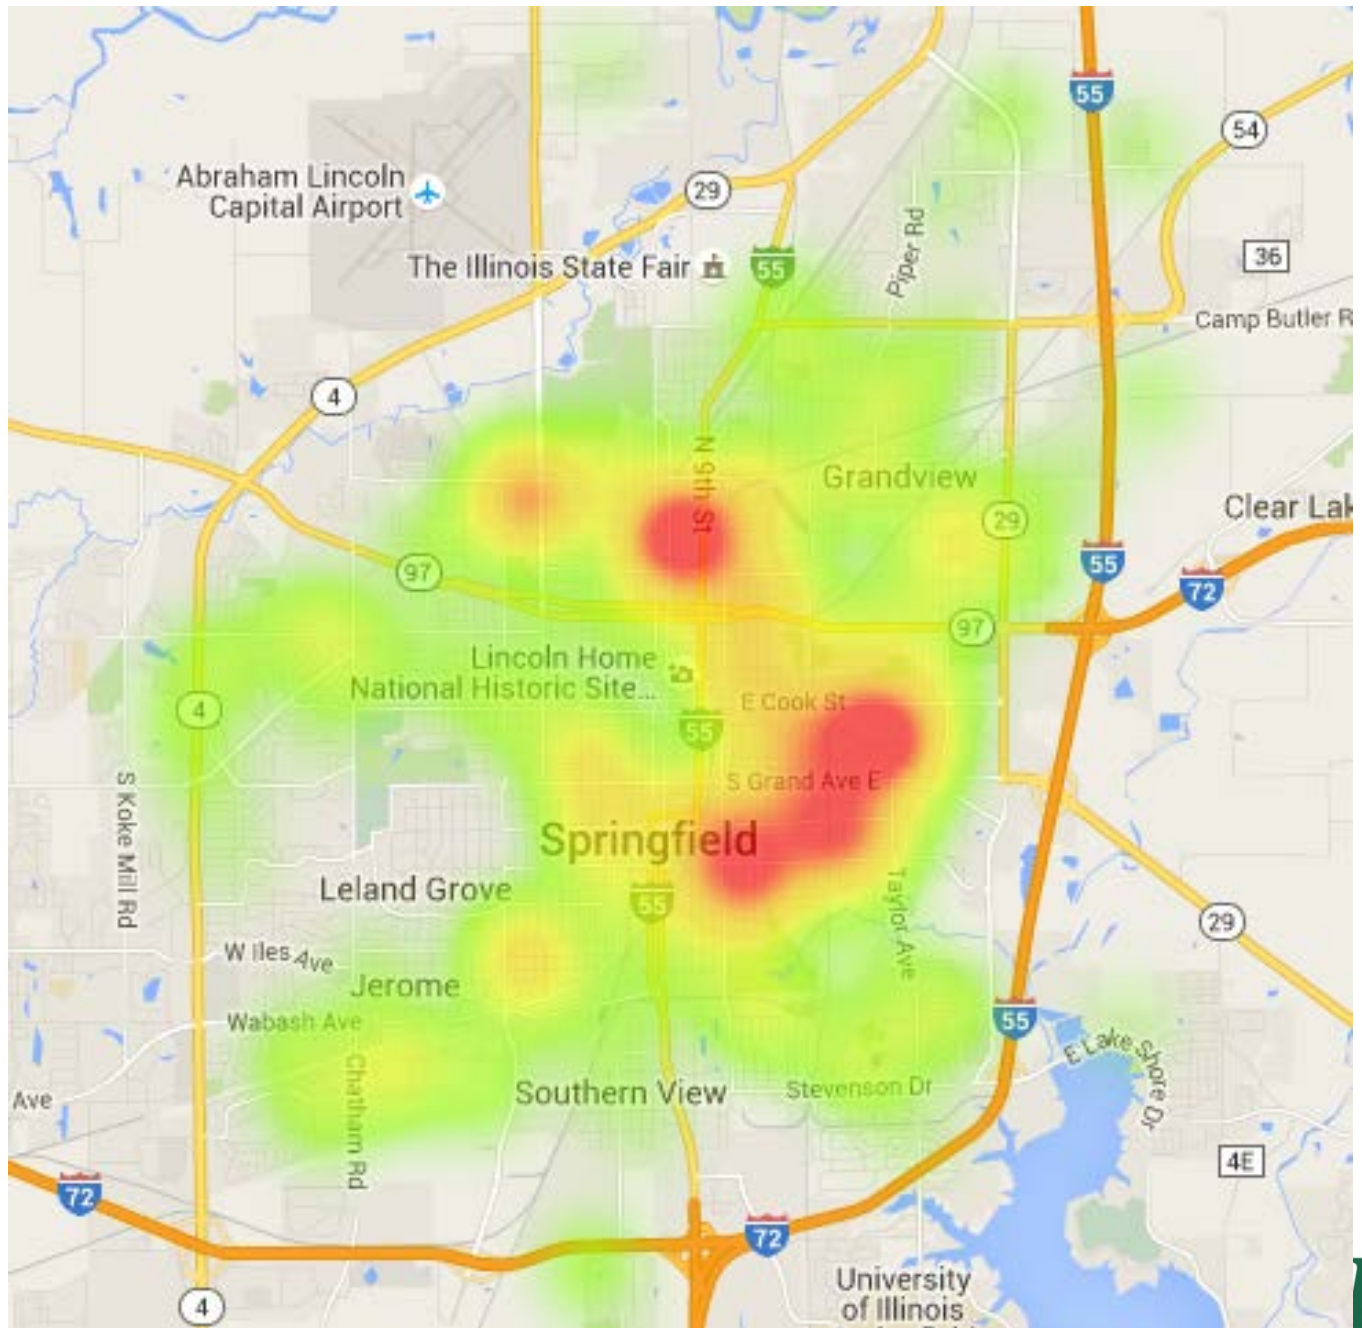 55
54
Abraham Lincoln
Capital Airport
29
36
The Illinois State Fair
55
Piper Rd
Camp Butler R
4
N 9th St
Grandview
29
Clear Lak
97
55
72
97
Lincoln Home
National Historic Site...
E Cook St
4
55
S Grand Ave E
S Koke Mill Rd
Springfield
Leland Grove
55
Taylor Ave
29
W Iles Ave
Jerome
55
Wabash Ave
E Lake Shore Dr
Chatham Rd
Southern View
Stevenson Dr
Ave
4E
72
72
University
of Illinois
4